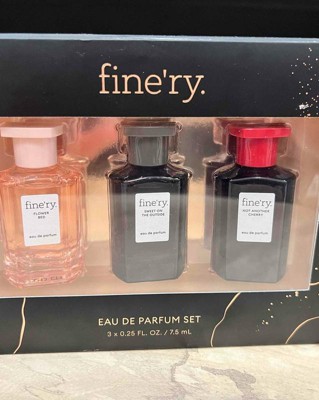 fine'ry.
fine'ry.
FLOWER
BED
eau de parfum
fine'ry.
SWEET ON
THE OUTSIDE
eau de parfum
fine'ry.
NOT ANOTHER
CHERRY
eau de parfum
EAU DE PARFUM SET
3 x 0.25 FL. OZ. / 7.5 mL